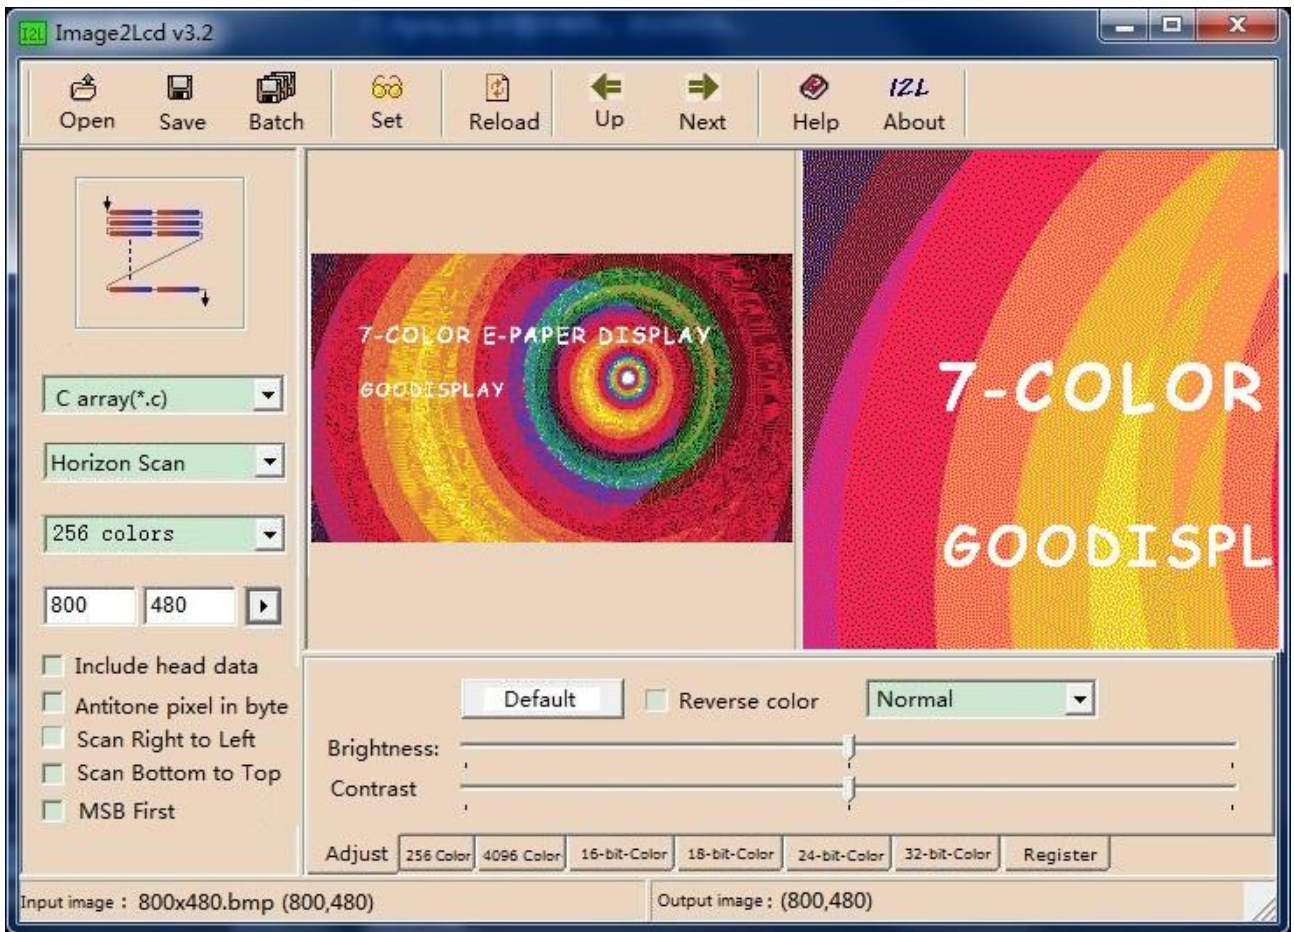 I2L Image2Lcd v3.2
Open Save Batch Set Reload Up Next Help I2L About
C array(*.c)
Horizon Scan
256 colors
800 480
Include head data
Antitone pixel in byte
Scan Right to Left
Scan Bottom to Top
MSB First
7-COLOR E-PAPER DISPLAY
GOODISPLAY
7-COLOR
GOODISPL
Default Reverse color Normal
Brightness:
Contrast
Adjust 256 Color 4096 Color 16-bit-Color 18-bit-Color 24-bit-Color 32-bit-Color Register
Input image : 800x480.bmp (800,480) Output image : (800,480)